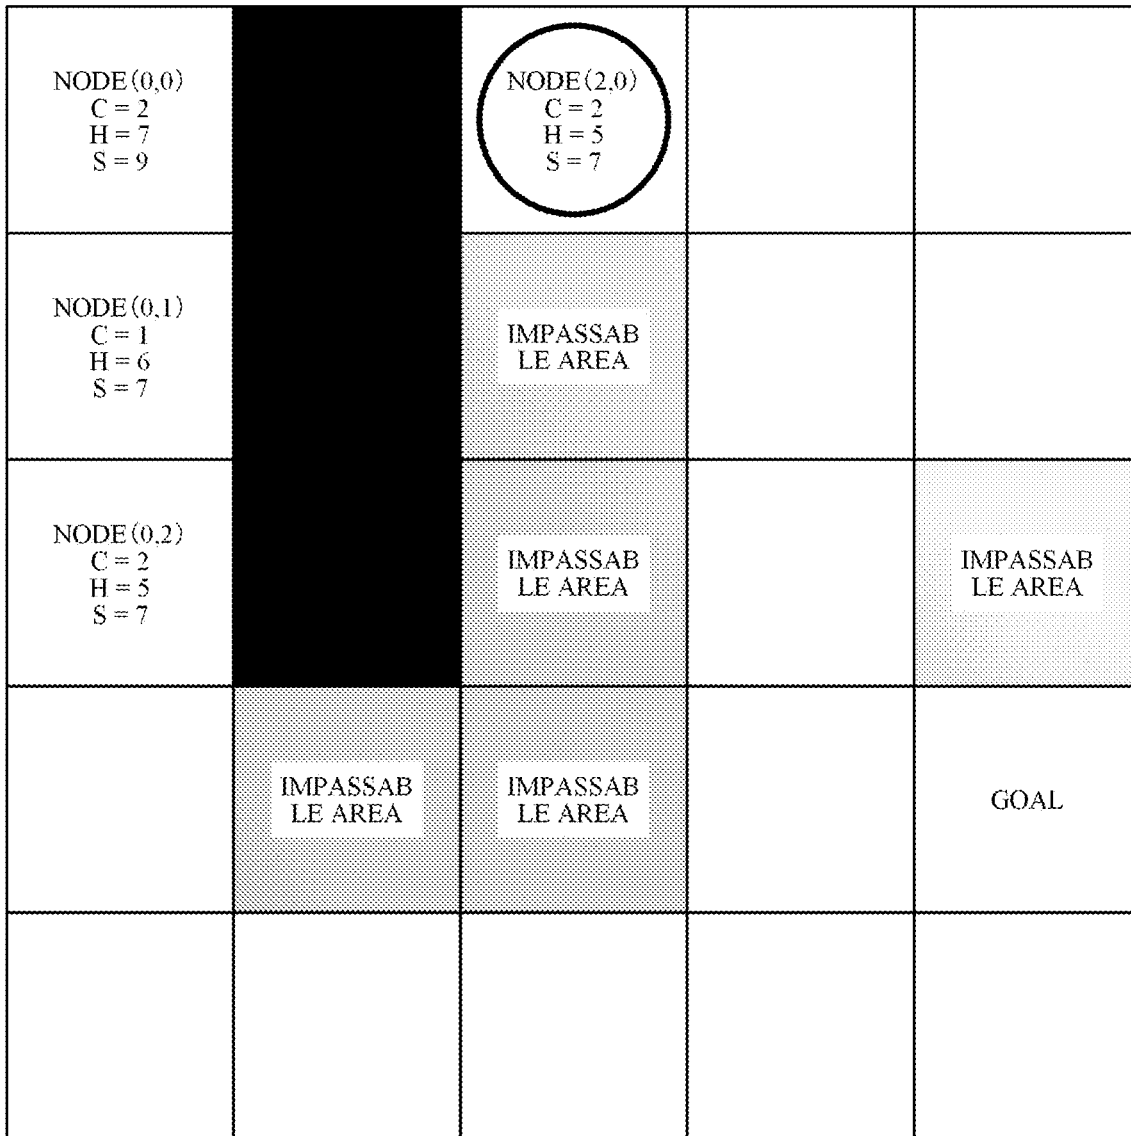 NODE(0,0)
C = 2
H = 7
S = 9
NODE(2,0)
C = 2
H = 5
S = 7
NODE(0,1)
C = 1
H = 6
S = 7
IMPASSAB
LE AREA
NODE(0,2)
C = 2
H = 5
S = 7
IMPASSAB
LE AREA
IMPASSAB
LE AREA
IMPASSAB
LE AREA
IMPASSAB
LE AREA
GOAL